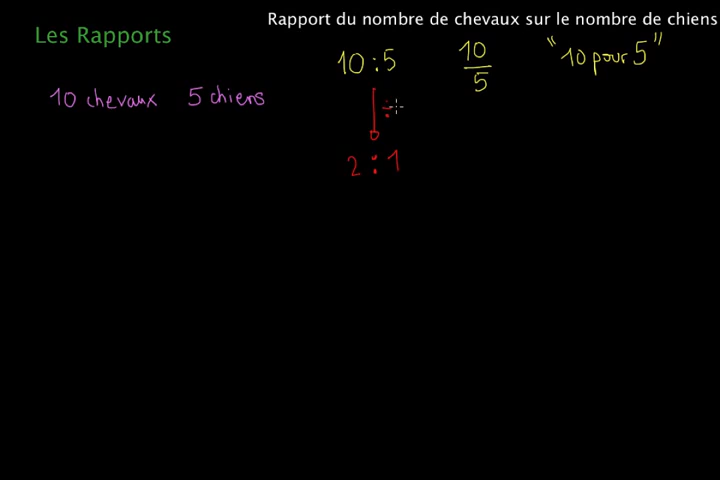 Rapport du nombre de chevaux sur le nombre de chiens
Les Rapports
10 : 5
10
5
"10 pour 5"
10 chevaux 5 chiens
÷
2 : 1